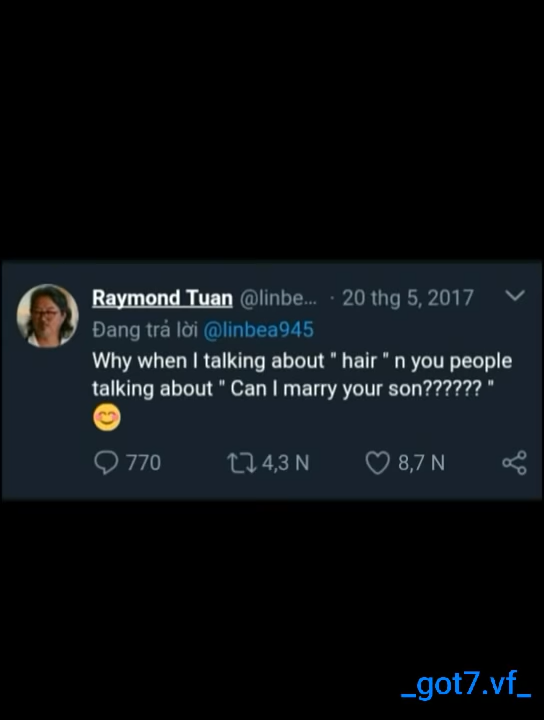 Raymond Tuan @linbe... · 20 thg 5, 2017
Đang trả lời @linbea945
Why when I talking about " hair " n you people
talking about " Can I marry your son?????? "
😊
770 4,3 N 8,7 N
_got7.vf_